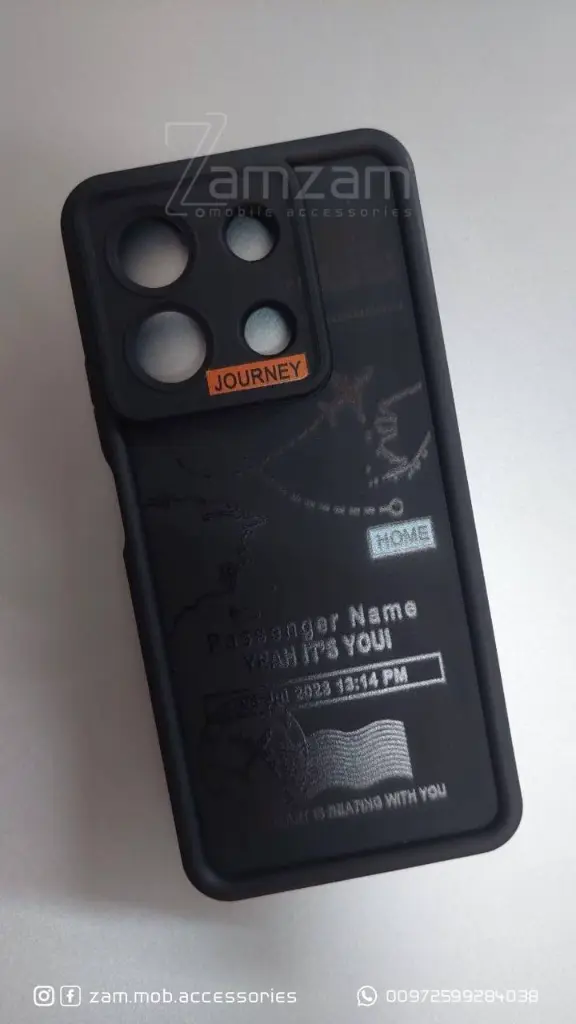 Zamzam
mobile accessories
JOURNEY
HOME
Passenger Name
YEAH IT'S YOU!
2023 13:14 PM
IS BEATING WITH YOU
zam.mob.accessories
00972599284038